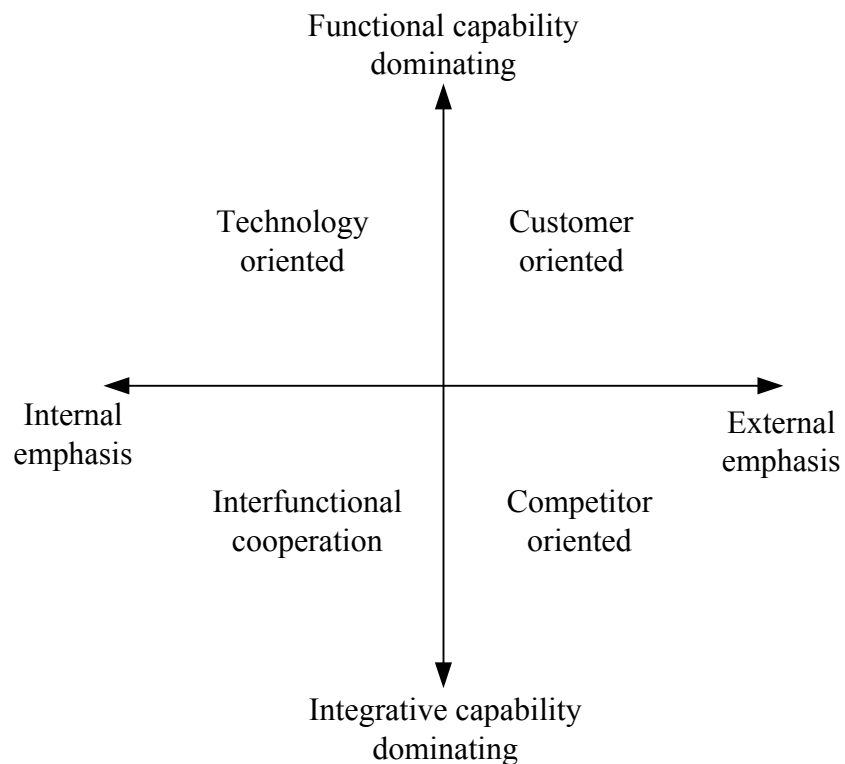 Functional capability
dominating
Technology
oriented
Customer
oriented
Internal
emphasis
External
emphasis
Interfunctional
cooperation
Competitor
oriented
Integrative capability
dominating